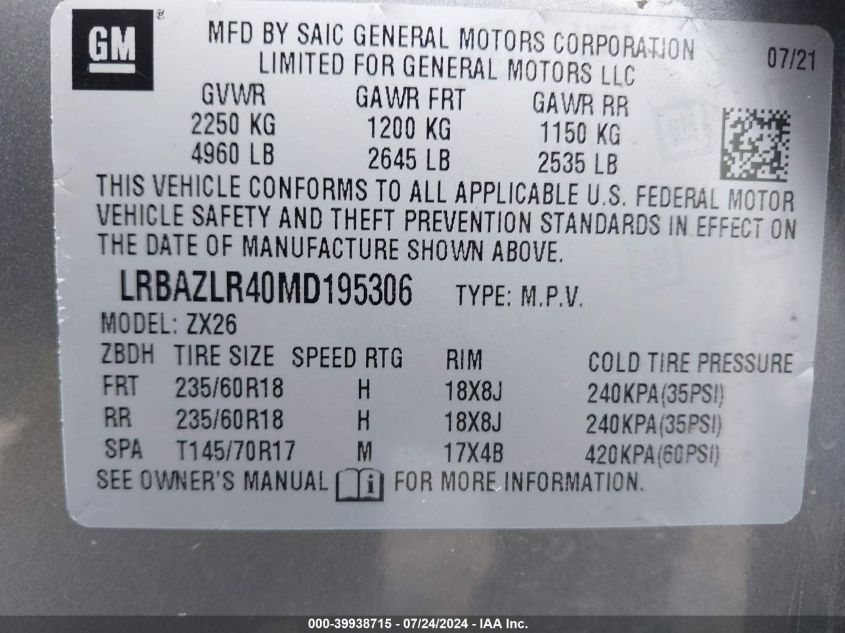 GM ®
MFD BY SAIC GENERAL MOTORS CORPORATION
LIMITED FOR GENERAL MOTORS LLC
07/21
GVWR GAWR FRT GAWR RR
2250 KG 1200 KG 1150 KG
4960 LB 2645 LB 2535 LB
THIS VEHICLE CONFORMS TO ALL APPLICABLE U.S. FEDERAL MOTOR
VEHICLE SAFETY AND THEFT PREVENTION STANDARDS IN EFFECT ON
THE DATE OF MANUFACTURE SHOWN ABOVE.
LRBAZLR40MD195306 TYPE: M.P.V.
MODEL: ZX26
ZBDH TIRE SIZE SPEED RTG RIM COLD TIRE PRESSURE
FRT 235/60R18 H 18X8J 240KPA(35PSI)
RR 235/60R18 H 18X8J 240KPA(35PSI)
SPA T145/70R17 M 17X4B 420KPA(60PSI)
SEE OWNER'S MANUAL i FOR MORE INFORMATION.
000-39938715 - 07/24/2024 - IAA Inc.